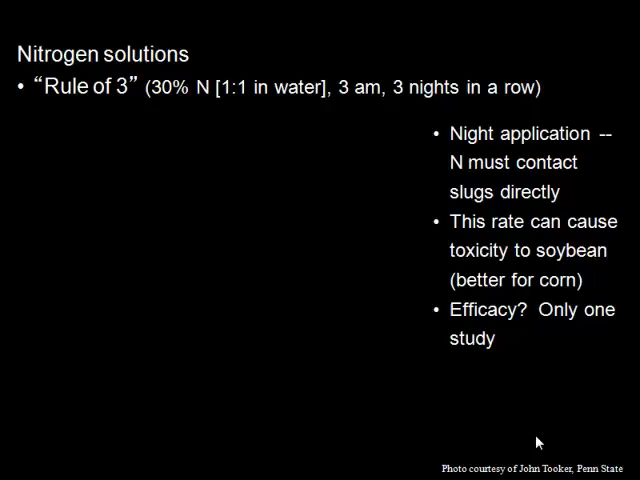 Nitrogen solutions
• “Rule of 3” (30% N [1:1 in water], 3 am, 3 nights in a row)
• Night application --
N must contact
slugs directly
• This rate can cause
toxicity to soybean
(better for corn)
• Efficacy? Only one
study
Photo courtesy of John Tooker, Penn State